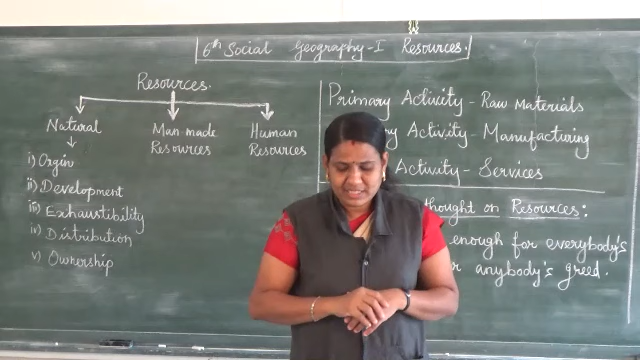 6th Social Geography-I Resources.
Resources.
Natural
Man made
Resources
Human
Resources
i) Orgin
ii) Development
iii) Exhaustibility
iv) Distribution
v) Ownership
Primary Activity - Raw Materials
Activity - Manufacturing
Activity - Services
thought on Resources:
enough for everybody's
anybody's greed.